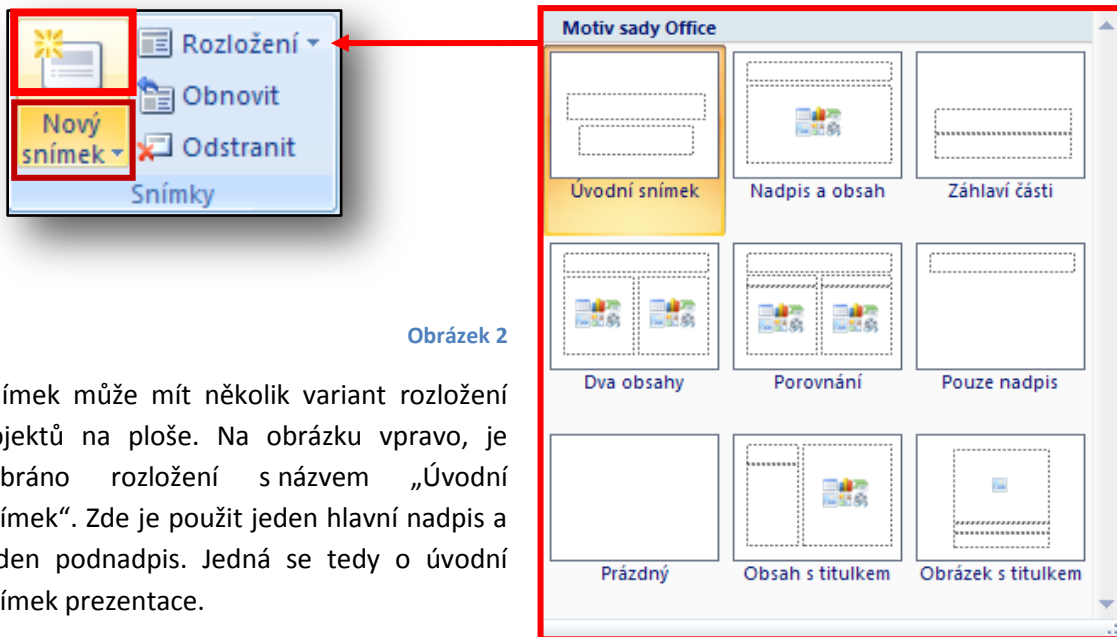 Rozložení
Obnovit
Nový
snímek
Odstranit
Snímky
Motiv sady Office
Úvodní snímek
Nadpis a obsah
Záhlaví části
Dva obsahy
Porovnání
Pouze nadpis
Prázdný
Obsah s titulkem
Obrázek s titulkem
Obrázek 2
ímek může mít několik variant rozložení
jektů na ploše. Na obrázku vpravo, je
bráno rozložení s názvem „Úvodní
ímek“. Zde je použit jeden hlavní nadpis a
den podnadpis. Jedná se tedy o úvodní
ímek prezentace.